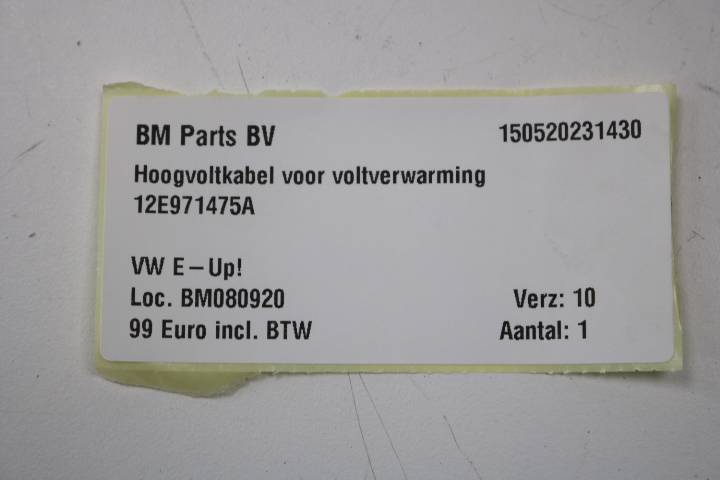 BM Parts BV 150520231430
Hoogvoltkabel voor voltverwarming
12E971475A
VW E-Up!
Loc. BM080920 Verz: 10
99 Euro incl. BTW Aantal: 1